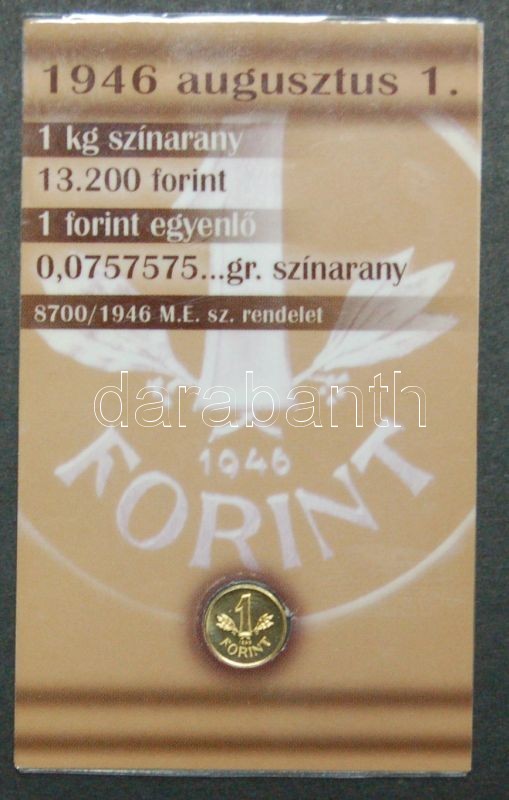 1946 augusztus 1.
1 kg színarany
13.200 forint
1 forint egyenlő
0,0757575...gr. színarany
8700/1946 M.E. sz. rendelet
1
darabanth
1946
FORINT
1
FORINT